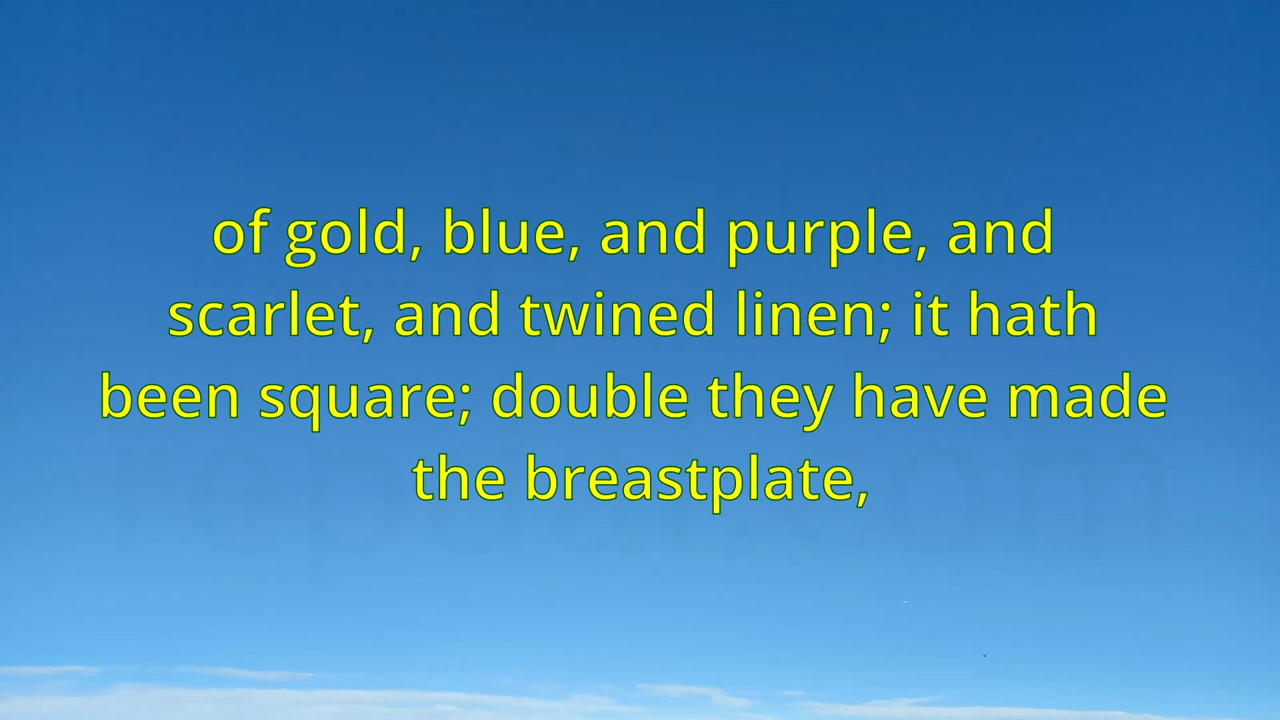 of gold, blue, and purple, and
scarlet, and twined linen; it hath
been square; double they have made
the breastplate,